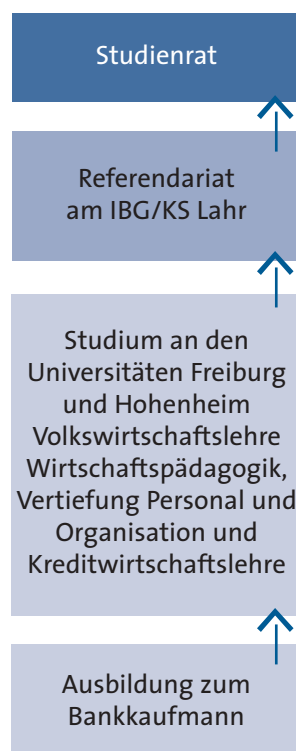 Studienrat
Referendariat
am IBG/KS Lahr
Studium an den
Universitäten Freiburg
und Hohenheim
Volkswirtschaftslehre
Wirtschaftspädagogik,
Vertiefung Personal und
Organisation und
Kreditwirtschaftslehre
Ausbildung zum
Bankkaufmann